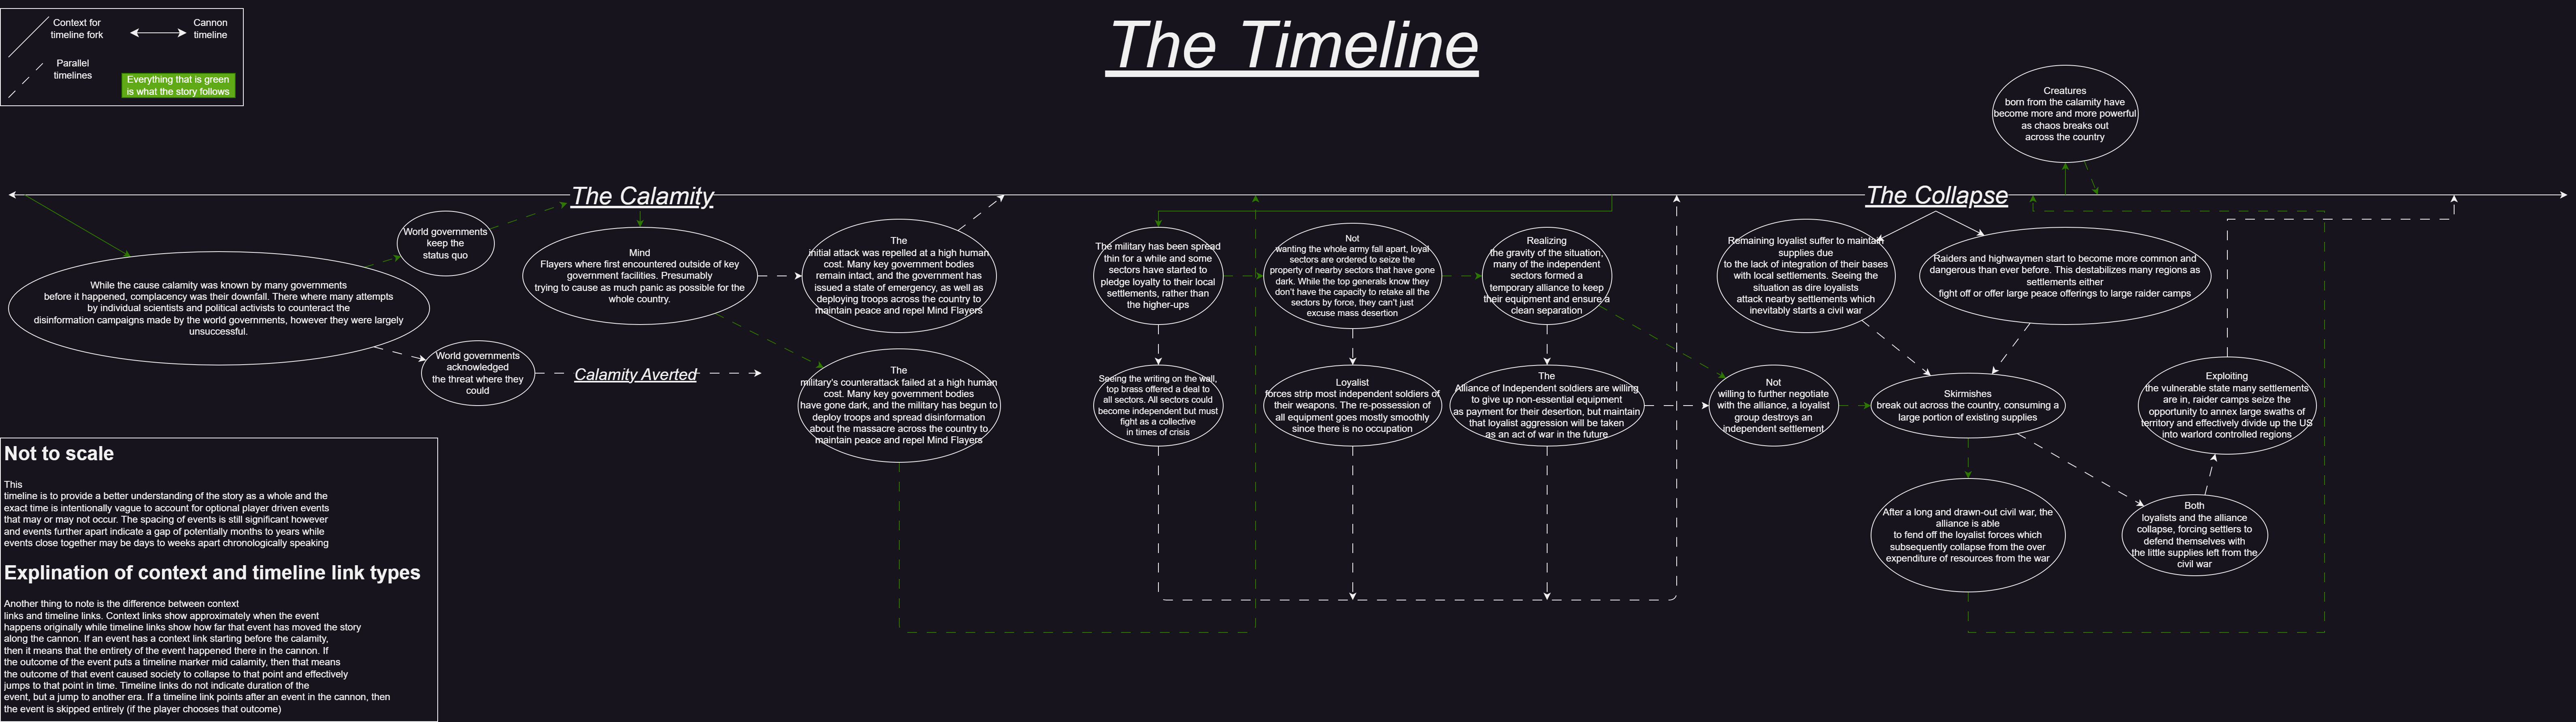 Context for
timeline fork
Cannon
timeline
Parallel
timelines
Everything that is green
is what the story follows
The Timeline
Creatures
born from the calamity have
become more and more powerful
as chaos breaks out
across the country
The Calamity
The Collapse
World governments
keep the
status quo
While the cause calamity was known by many governments
before it happened, complacency was their downfall. There where many attempts
by individual scientists and political activists to counteract the
disinformation campaigns made by the world governments, however they were largely
unsuccessful.
World governments
acknowledged
the threat where they
could
Calamity Averted
Mind
Flayers where first encountered outside of key
government facilities. Presumably
trying to cause as much panic as possible for the
whole country.
The
initial attack was repelled at a high human
cost. Many key government bodies
remain intact, and the government has
issued a state of emergency, as well as
deploying troops across the country to
maintain peace and repel Mind Flayers
The
military's counterattack failed at a high human
cost. Many key government bodies
have gone dark, and the military has begun to
deploy troops and spread disinformation
about the massacre across the country to
maintain peace and repel Mind Flayers
The military has been spread
thin for a while and some
sectors have started to
pledge loyalty to their local
settlements, rather than
the higher-ups
Not
wanting the whole army fall apart, loyal
sectors are ordered to seize the
property of nearby sectors that have gone
dark. While the top generals know they
don't have the capacity to retake all the
sectors by force, they can't just
excuse mass desertion
Realizing
the gravity of the situation,
many of the independent
sectors formed a
temporary alliance to keep
their equipment and ensure a
clean separation
Seeing the writing on the wall,
top brass offered a deal to
all sectors. All sectors could
become independent but must
fight as a collective
in times of crisis
Loyalist
forces strip most independent soldiers of
their weapons. The re-possession of
all equipment goes mostly smoothly
since there is no occupation
The
Alliance of Independent soldiers are willing
to give up non-essential equipment
as payment for their desertion, but maintain
that loyalist aggression will be taken
as an act of war in the future
Not
willing to further negotiate
with the alliance, a loyalist
group destroys an
independent settlement
Remaining loyalist suffer to maintain
supplies due
to the lack of integration of their bases
with local settlements. Seeing the
situation as dire loyalists
attack nearby settlements which
inevitably starts a civil war
Raiders and highwaymen start to become more common and
dangerous than ever before. This destabilizes many regions as
settlements either
fight off or offer large peace offerings to large raider camps
Skirmishes
break out across the country, consuming a
large portion of existing supplies
Exploiting
the vulnerable state many settlements
are in, raider camps seize the
opportunity to annex large swaths of
territory and effectively divide up the US
into warlord controlled regions
After a long and drawn-out civil war, the
alliance is able
to fend off the loyalist forces which
subsequently collapse from the over
expenditure of resources from the war
Both
loyalists and the alliance
collapse, forcing settlers to
defend themselves with
the little supplies left from the
civil war
Not to scale
This
timeline is to provide a better understanding of the story as a whole and the
exact time is intentionally vague to account for optional player driven events
that may or may not occur. The spacing of events is still significant however
and events further apart indicate a gap of potentially months to years while
events close together may be days to weeks apart chronologically speaking
Explination of context and timeline link types
Another thing to note is the difference between context
links and timeline links. Context links show approximately when the event
happens originally while timeline links show how far that event has moved the story
along the cannon. If an event has a context link starting before the calamity,
then it means that the entirety of the event happened there in the cannon. If
the outcome of the event puts a timeline marker mid calamity, then that means
the outcome of that event caused society to collapse to that point and effectively
jumps to that point in time. Timeline links do not indicate duration of the
event, but a jump to another era. If a timeline link points after an event in the cannon, then
the event is skipped entirely (if the player chooses that outcome)